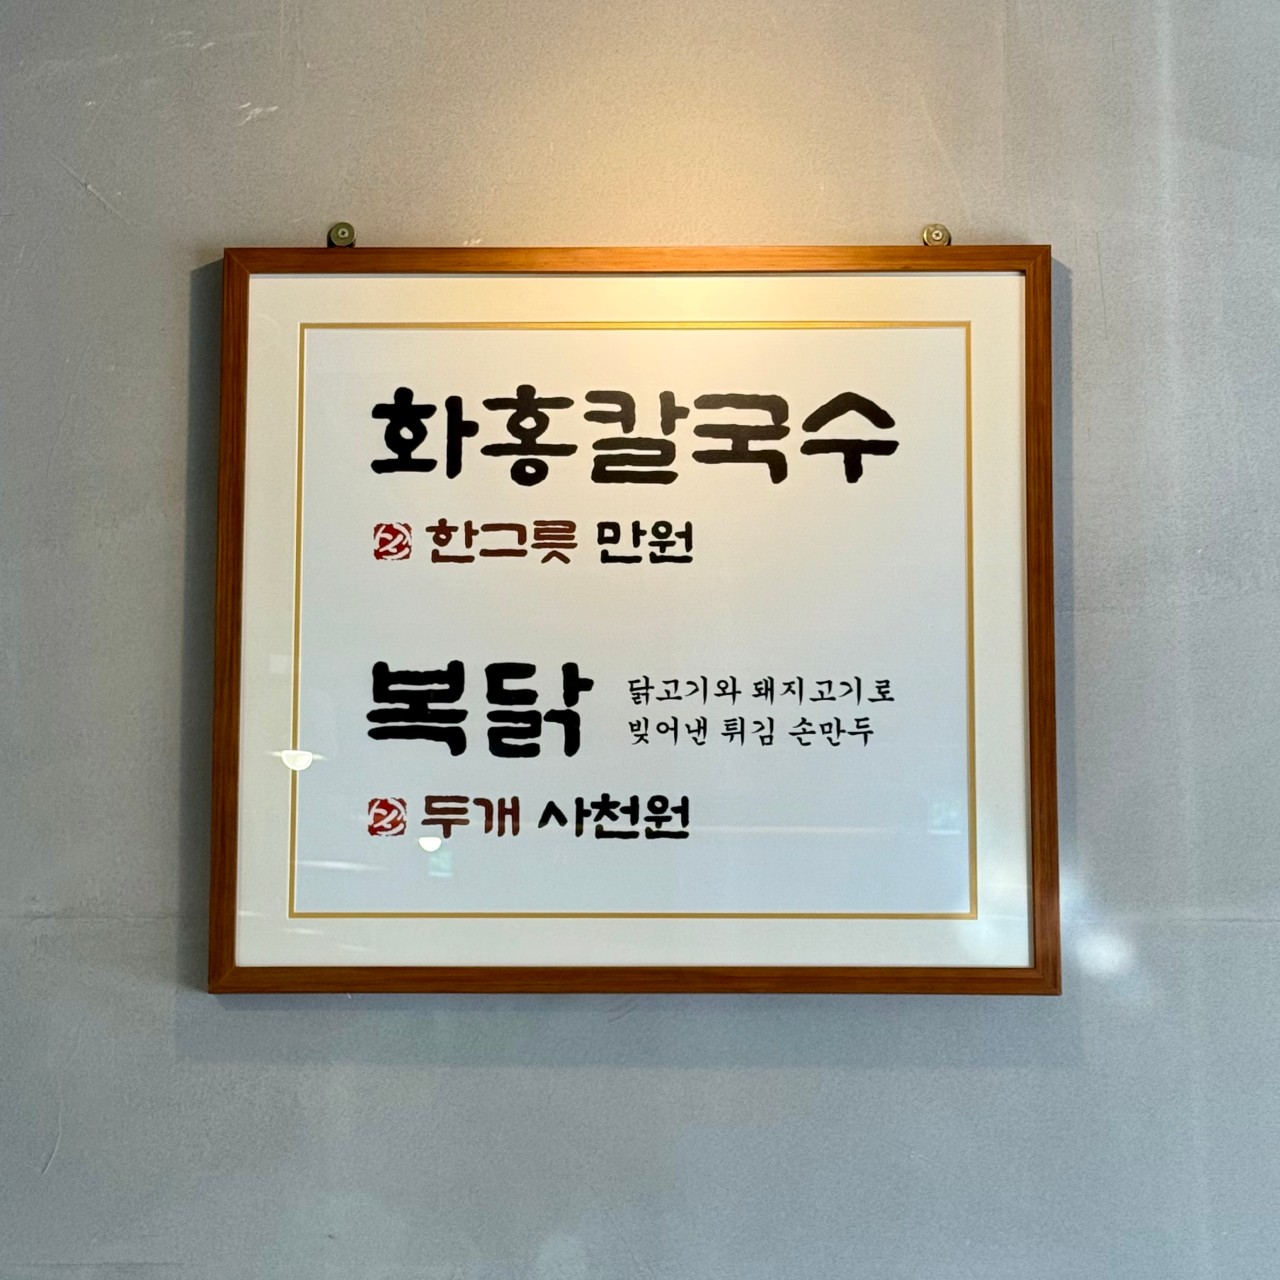 화홍칼국수
한그릇 만원
복닭
닭고기와 돼지고기로
빚어낸 튀김 손만두
두개 사천원